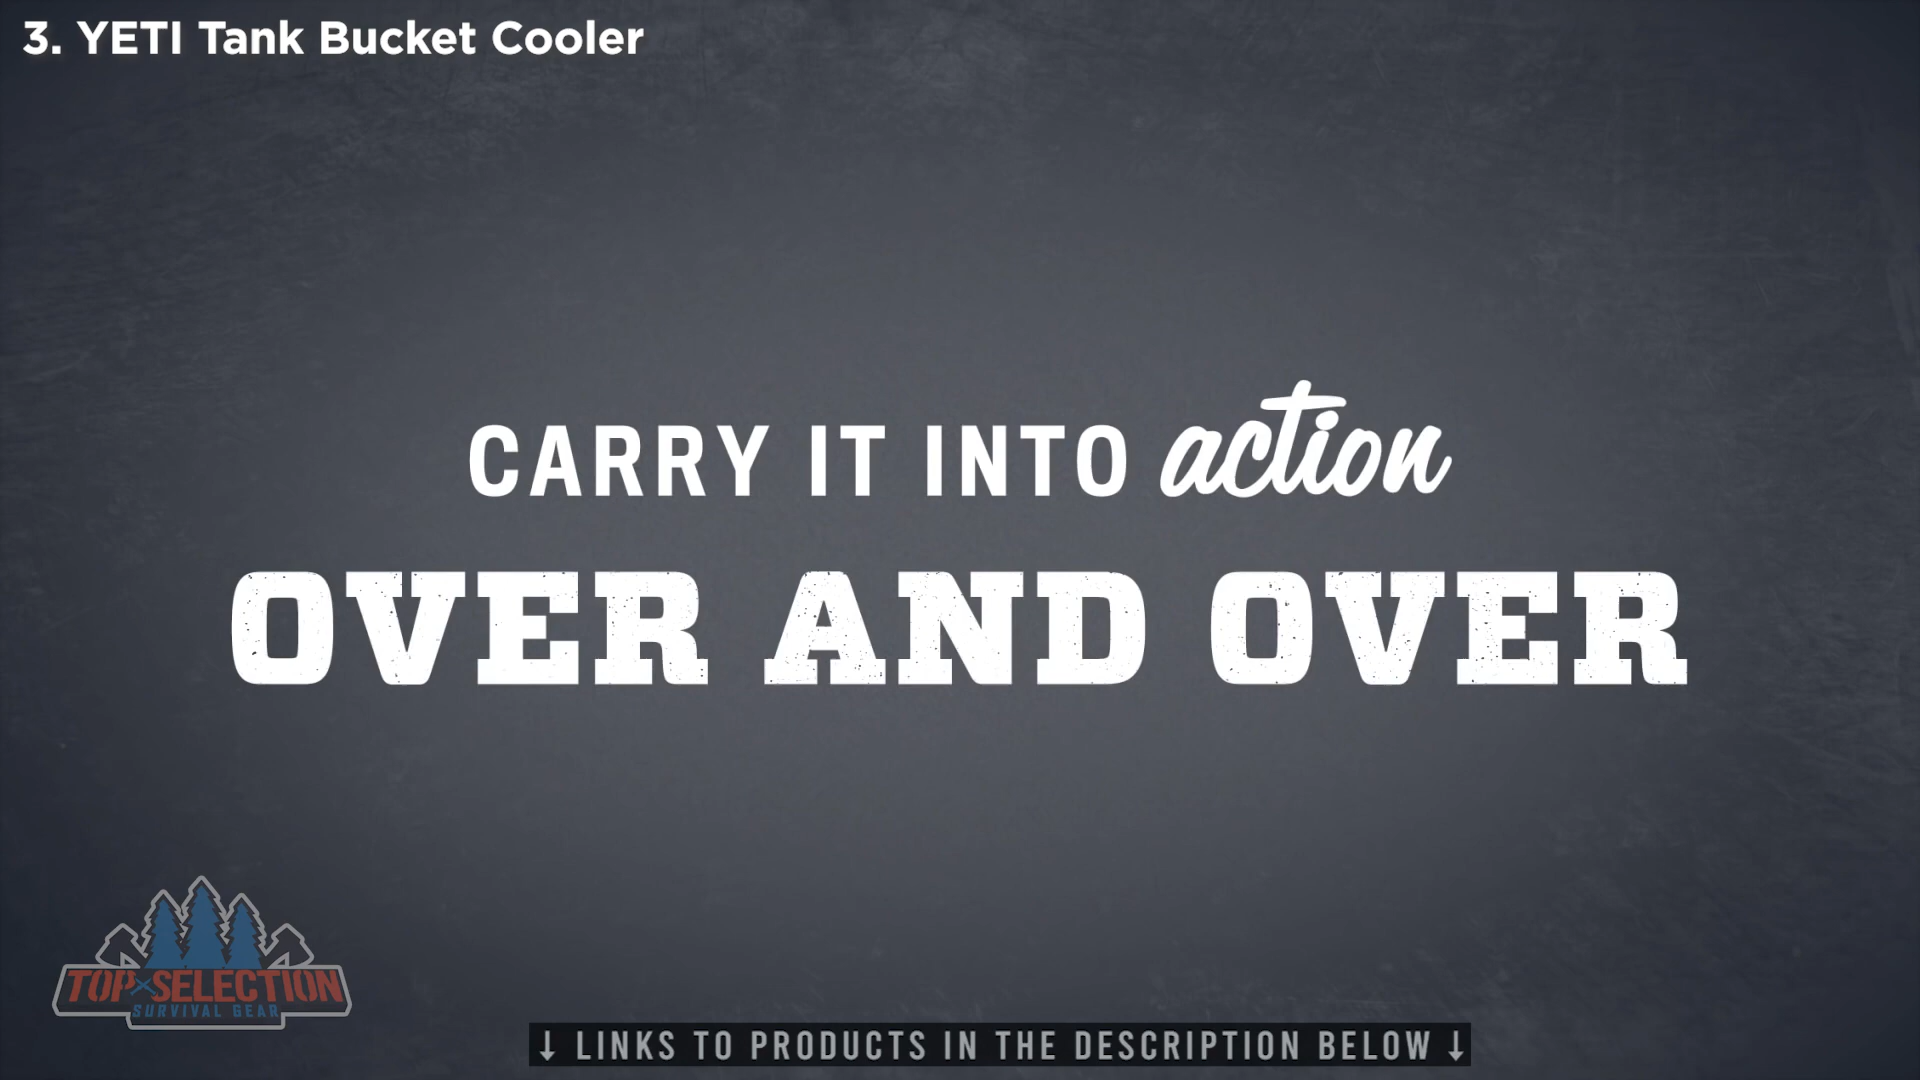 3. YETI Tank Bucket Cooler
CARRY IT INTO action
OVER AND OVER
TOP SELECTION
SURVIVAL GEAR
↓ LINKS TO PRODUCTS IN THE DESCRIPTION BELOW ↓